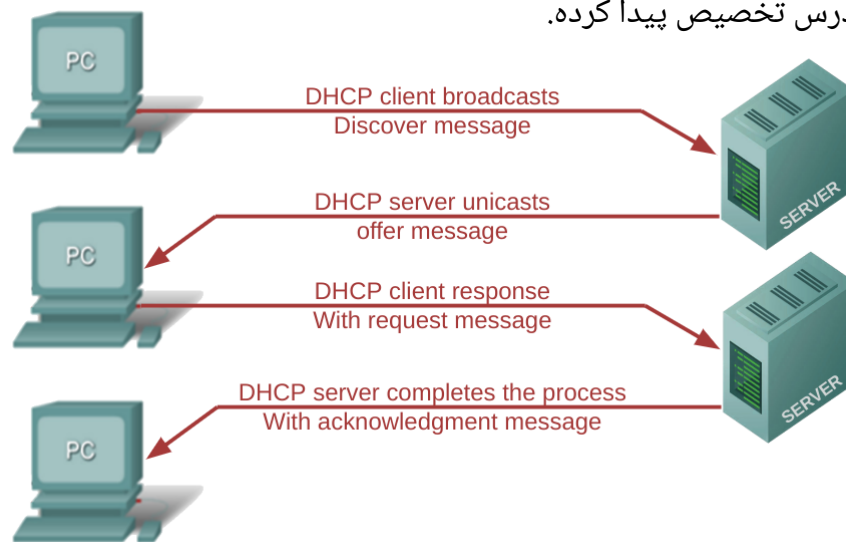 درس تخصیص پیدا کرده.
PC
DHCP client broadcasts
Discover message
SERVER
DHCP server unicasts
offer message
PC
DHCP client response
With request message
SERVER
DHCP server completes the process
With acknowledgment message
PC